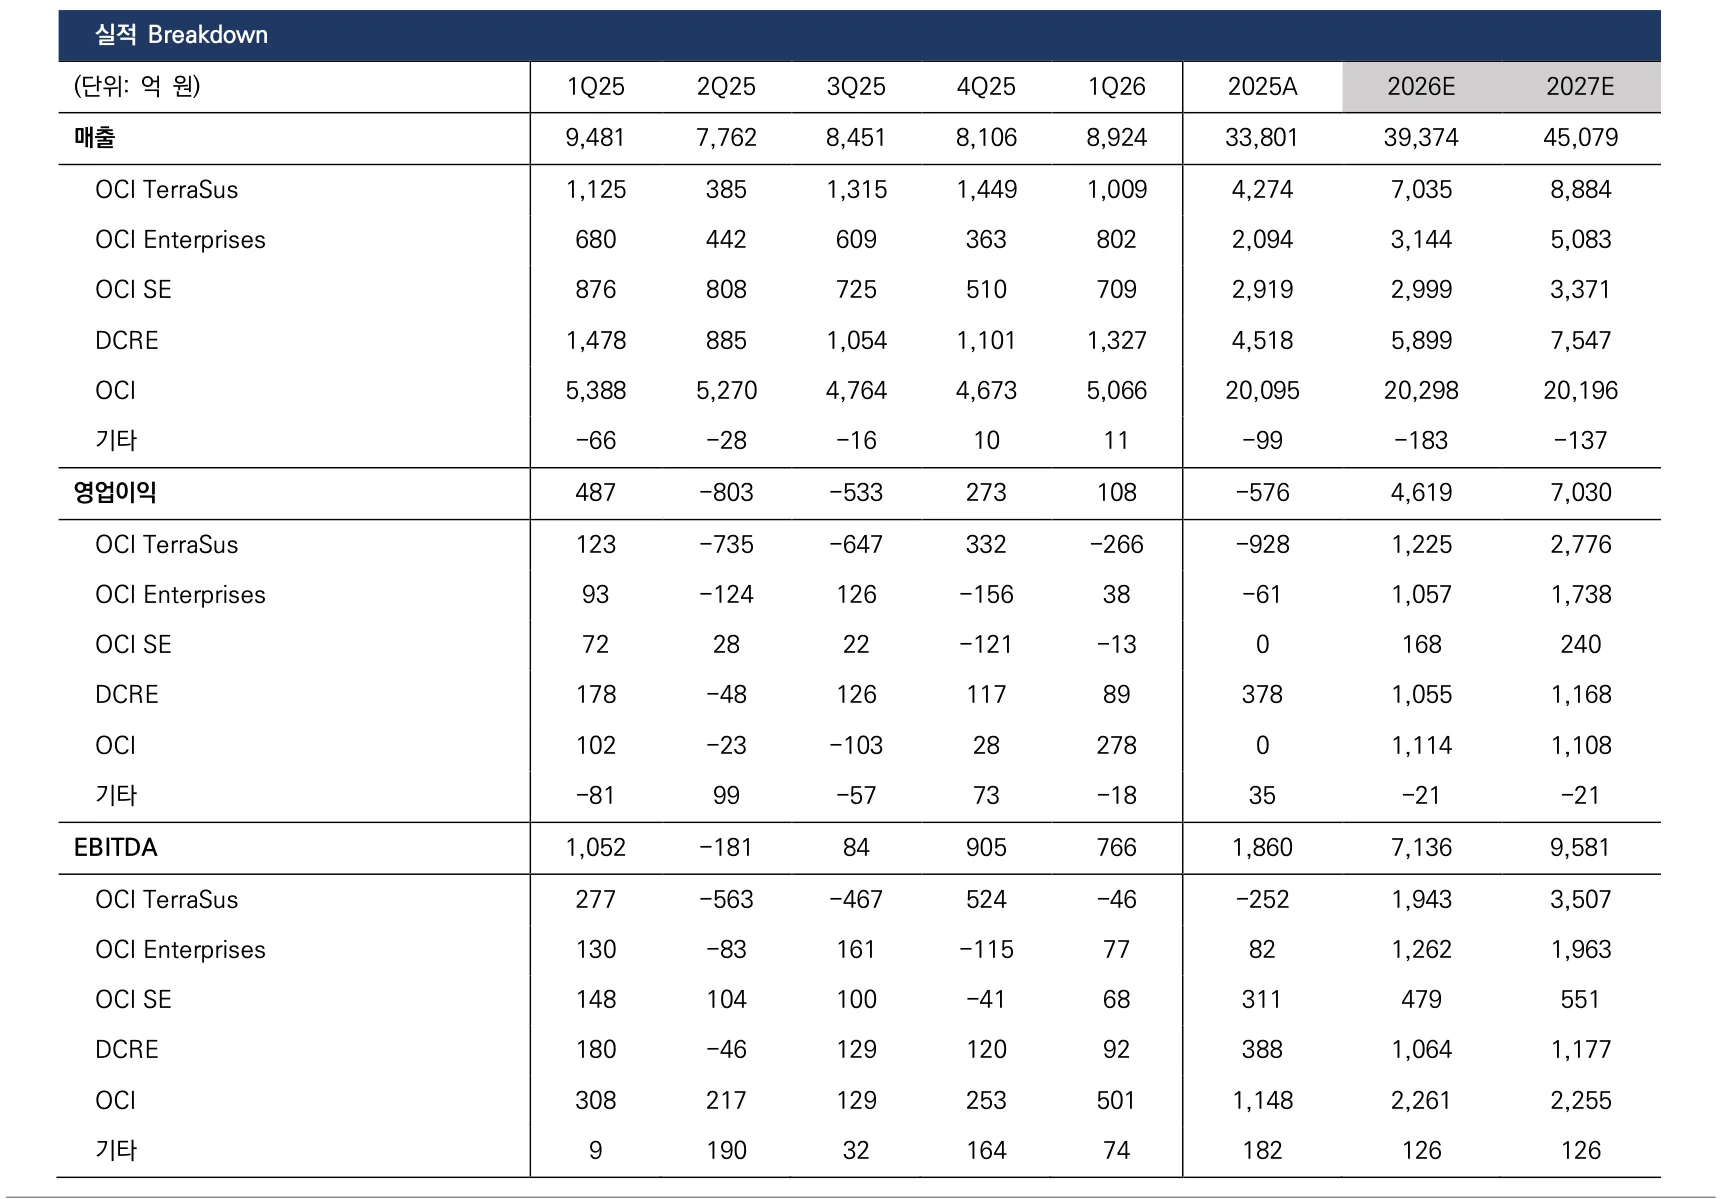 실적 Breakdown
(단위: 억 원) 1Q25 2Q25 3Q25 4Q25 1Q26 2025A 2026E 2027E
매출 9,481 7,762 8,451 8,106 8,924 33,801 39,374 45,079
OCI TerraSus 1,125 385 1,315 1,449 1,009 4,274 7,035 8,884
OCI Enterprises 680 442 609 363 802 2,094 3,144 5,083
OCI SE 876 808 725 510 709 2,919 2,999 3,371
DCRE 1,478 885 1,054 1,101 1,327 4,518 5,899 7,547
OCI 5,388 5,270 4,764 4,673 5,066 20,095 20,298 20,196
기타 -66 -28 -16 10 11 -99 -183 -137
영업이익 487 -803 -533 273 108 -576 4,619 7,030
OCI TerraSus 123 -735 -647 332 -266 -928 1,225 2,776
OCI Enterprises 93 -124 126 -156 38 -61 1,057 1,738
OCI SE 72 28 22 -121 -13 0 168 240
DCRE 178 -48 126 117 89 378 1,055 1,168
OCI 102 -23 -103 28 278 0 1,114 1,108
기타 -81 99 -57 73 -18 35 -21 -21
EBITDA 1,052 -181 84 905 766 1,860 7,136 9,581
OCI TerraSus 277 -563 -467 524 -46 -252 1,943 3,507
OCI Enterprises 130 -83 161 -115 77 82 1,262 1,963
OCI SE 148 104 100 -41 68 311 479 551
DCRE 180 -46 129 120 92 388 1,064 1,177
OCI 308 217 129 253 501 1,148 2,261 2,255
기타 9 190 32 164 74 182 126 126